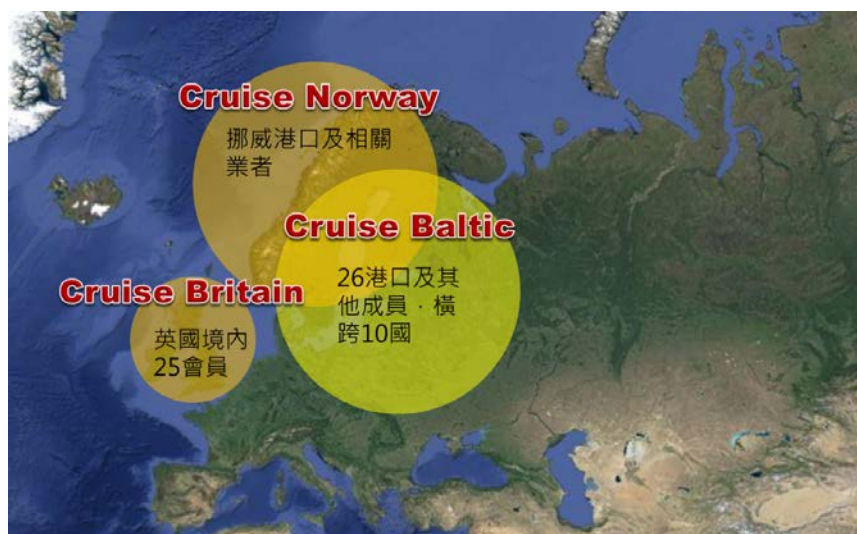 Cruise Norway
挪威港口及相關
業者
Cruise Baltic
26港口及其
他成員，橫
跨10國
Cruise Britain
英國境內
25會員